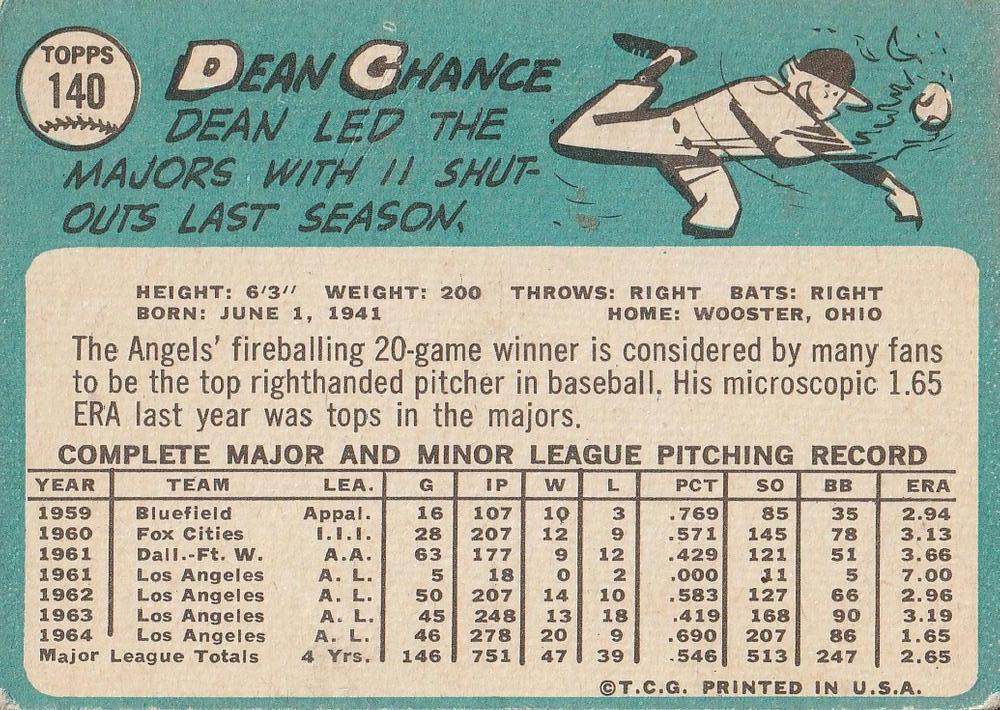 TOPPS
140
DEAN CHANCE
DEAN LED THE
MAJORS WITH 11 SHUT-
OUTS LAST SEASON.
HEIGHT: 6'3" WEIGHT: 200 THROWS: RIGHT BATS: RIGHT
BORN: JUNE 1, 1941 HOME: WOOSTER, OHIO
The Angels' fireballing 20-game winner is considered by many fans
to be the top righthanded pitcher in baseball. His microscopic 1.65
ERA last year was tops in the majors.
COMPLETE MAJOR AND MINOR LEAGUE PITCHING RECORD
YEAR TEAM LEA. G IP W L PCT SO BB ERA
1959 Bluefield Appal. 16 107 10 3 .769 85 35 2.94
1960 Fox Cities I.I.I. 28 207 12 9 .571 145 78 3.13
1961 Dall.-Ft. W. A.A. 63 177 9 12 .429 121 51 3.66
1961 Los Angeles A. L. 5 18 0 2 .000 11 5 7.00
1962 Los Angeles A. L. 50 207 14 10 .583 127 66 2.96
1963 Los Angeles A. L. 45 248 13 18 .419 168 90 3.19
1964 Los Angeles A. L. 46 278 20 9 .690 207 86 1.65
Major League Totals 4 Yrs. 146 751 47 39 .546 513 247 2.65
©T.C.G. PRINTED IN U.S.A.